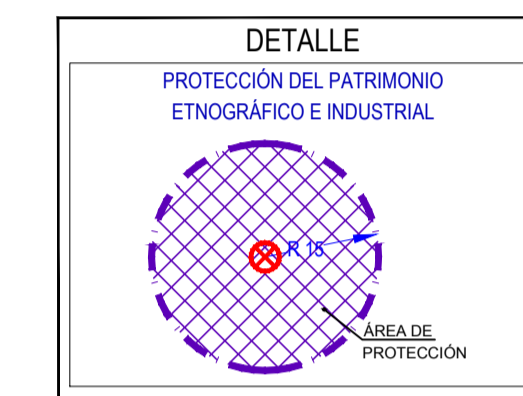 DETALLE
PROTECCIÓN DEL PATRIMONIO
ETNOGRÁFICO E INDUSTRIAL
R 15
ÁREA DE
PROTECCIÓN